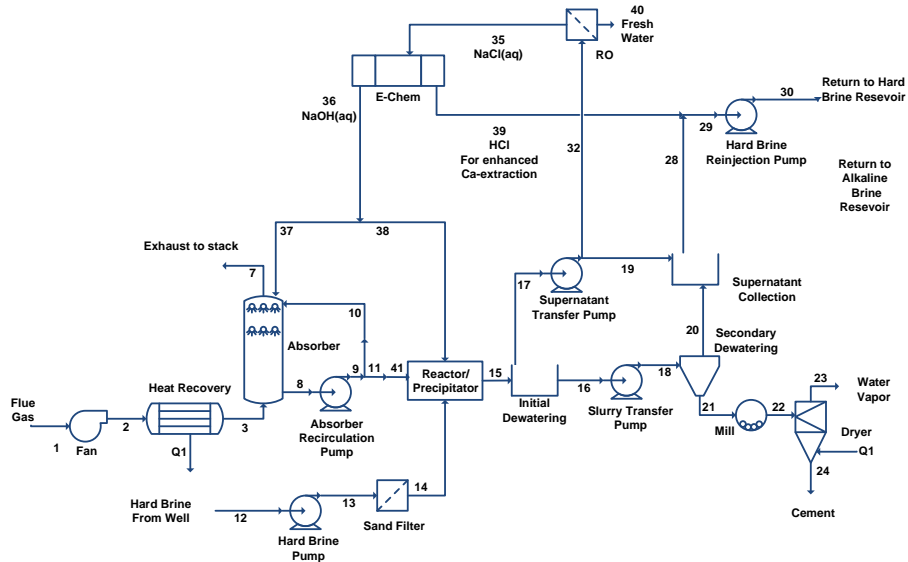 40
Fresh
Water
RO
35
NaCl(aq)
E-Chem
36
NaOH(aq)
39
HCl
For enhanced
Ca-extraction
32
28
29
30
Return to Hard
Brine Resevoir
Hard Brine
Reinjection Pump
Return to
Alkaline
Brine
Resevoir
37
38
Exhaust to stack
7
10
Absorber
8
9
11
41
Absorber
Recirculation
Pump
Reactor/
Precipitator
15
17
Supernatant
Transfer Pump
19
Supernatant
Collection
20
Secondary
Dewatering
Initial
Dewatering
16
Slurry Transfer
Pump
18
21
Mill
22
23
Water
Vapor
Dryer
Q1
24
Cement
Flue
Gas
1
Fan
2
Heat Recovery
Q1
3
Hard Brine
From Well
12
Hard Brine
Pump
13
Sand Filter
14